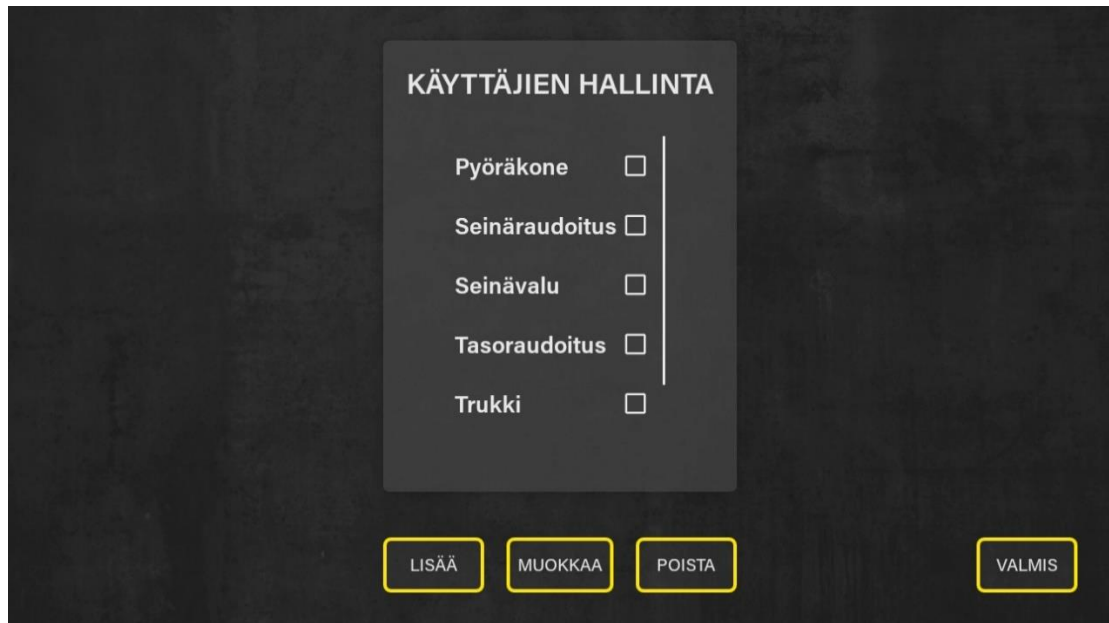 KÄYTTÄJIEN HALLINTA
Pyöräkone
Seinäraudoitus
Seinävalu
Tasoraudoitus
Trukki
LISÄÄ
MUOKKAA
POISTA
VALMIS